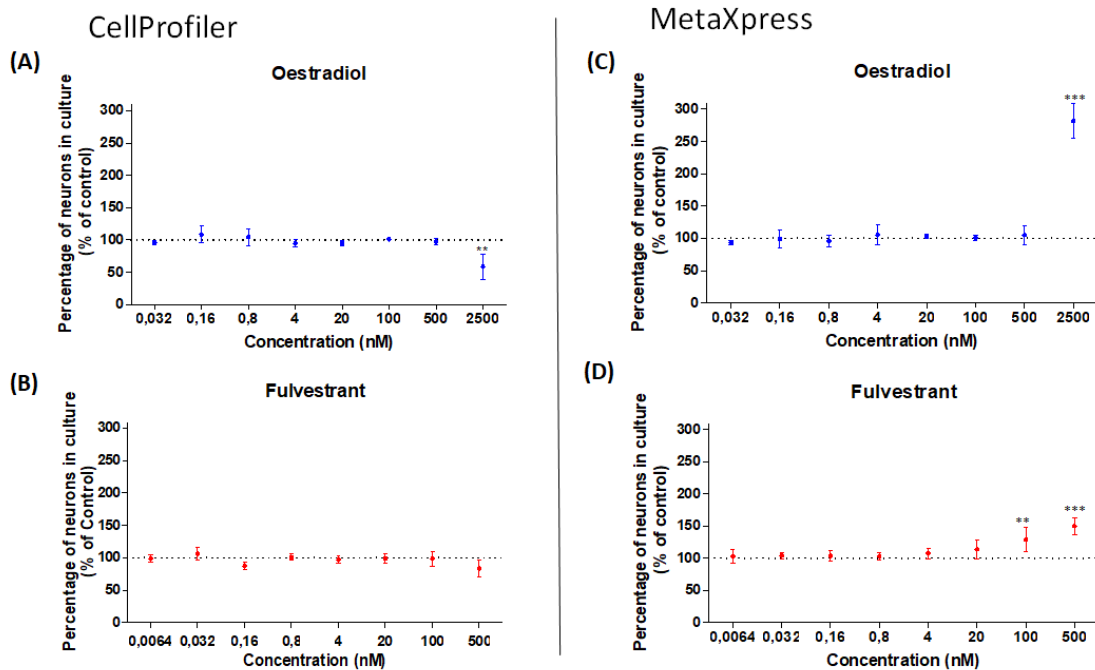 CellProfiler
(A)
Oestradiol
Percentage of neurons in culture
(% of control)
300
250
200
150
100
50
0
**
0,032 0,16 0,8 4 20 100 500 2500
Concentration (nM)
(B)
Fulvestrant
Percentage of neurons in culture
(% of Control)
300
250
200
150
100
50
0
0,0064 0,032 0,16 0,8 4 20 100 500
Concentration (nM)
MetaXpress
(C)
Oestradiol
Percentage of neurons in culture
(% of control)
300
250
200
150
100
50
0
***
0,032 0,16 0,8 4 20 100 500 2500
Concentration (nM)
(D)
Fulvestrant
Percentage of neurons in culture
(% of control)
300
250
200
150
100
50
0
** ***
0,0064 0,032 0,16 0,8 4 20 100 500
Concentration (nM)